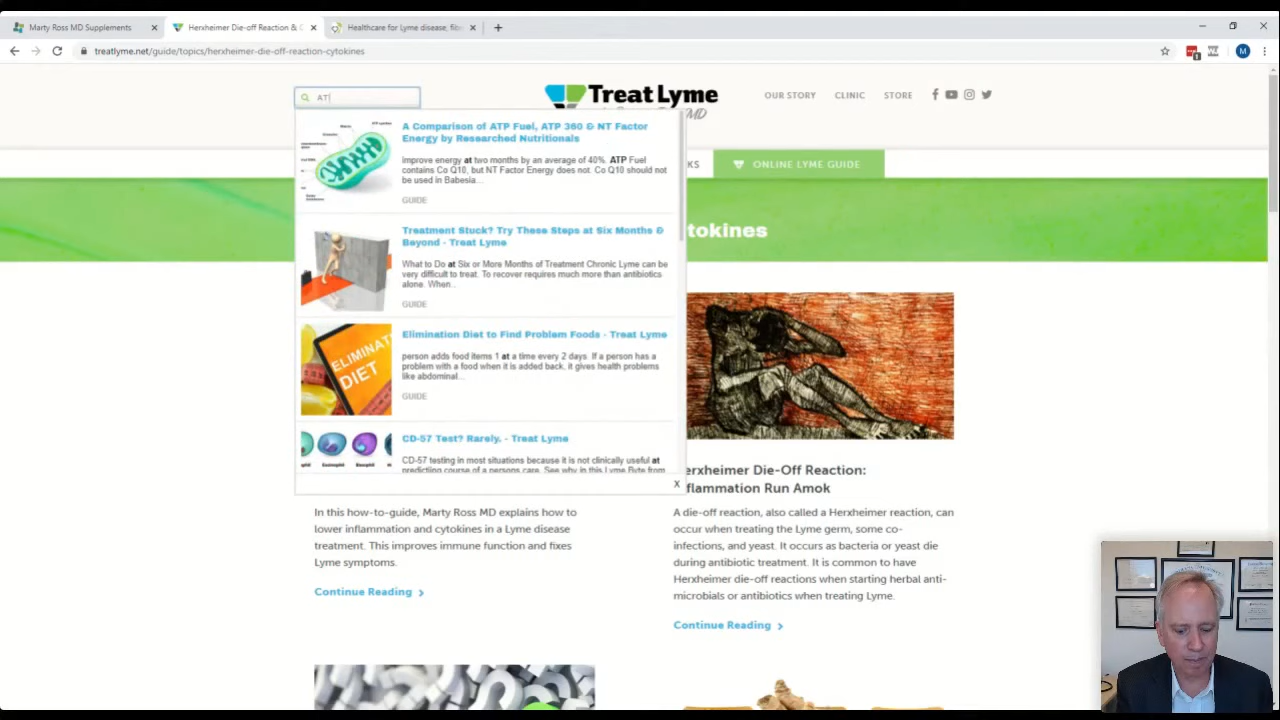 Marty Ross MD Supplements
Herxheimer Die-off Reaction & C
Healthcare for Lyme disease, fib
treatlyme.net/guide/topics/herxheimer-die-off-reaction-cytokines
M
AT
Treat Lyme
MD
OUR STORY
CLINIC
STORE
KS
ONLINE LYME GUIDE
tokines
A Comparison of ATP Fuel, ATP 360 & NT Factor
Energy by Researched Nutritionals
improve energy at two months by an average of 40%. ATP Fuel
contains Co Q10, but NT Factor Energy does not. Co Q10 should not
be used in Babesia...
GUIDE
Treatment Stuck? Try These Steps at Six Months &
Beyond - Treat Lyme
What to Do at Six or More Months of Treatment Chronic Lyme can be
very difficult to treat. To recover requires much more than antibiotics
alone. When...
GUIDE
ELIMINAT
DIET
Elimination Diet to Find Problem Foods - Treat Lyme
person adds food items 1 at a time every 2 days. If a person has a
problem with a food when it is added back, it gives health problems
like abdominal...
GUIDE
CD-57 Test? Rarely. - Treat Lyme
CD-57 testing in most situations because it is not clinically useful at
predicting course of a persons care. See why in this Lyme Byte from
X
In this how-to-guide, Marty Ross MD explains how to
lower inflammation and cytokines in a Lyme disease
treatment. This improves immune function and fixes
Lyme symptoms.
Continue Reading
erxheimer Die-Off Reaction:
flammation Run Amok
A die-off reaction, also called a Herxheimer reaction, can
occur when treating the Lyme germ, some co-
infections, and yeast. It occurs as bacteria or yeast die
during antibiotic treatment. It is common to have
Herxheimer die-off reactions when starting herbal anti-
microbials or antibiotics when treating Lyme.
Continue Reading